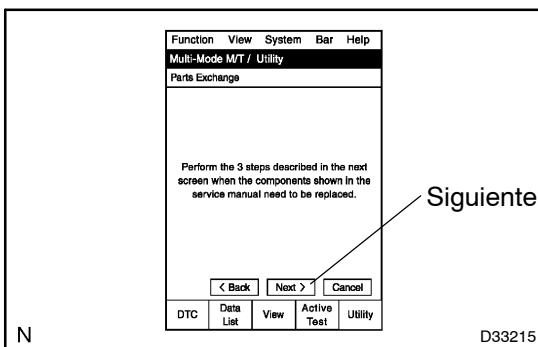 Function View System Bar Help
Multi-Mode M/T / Utility
Parts Exchange
Perform the 3 steps described in the next
screen when the components shown in the
service manual need to be replaced.
Siguiente
< Back Next > Cancel
DTC Data List View Active Test Utility
N
D33215